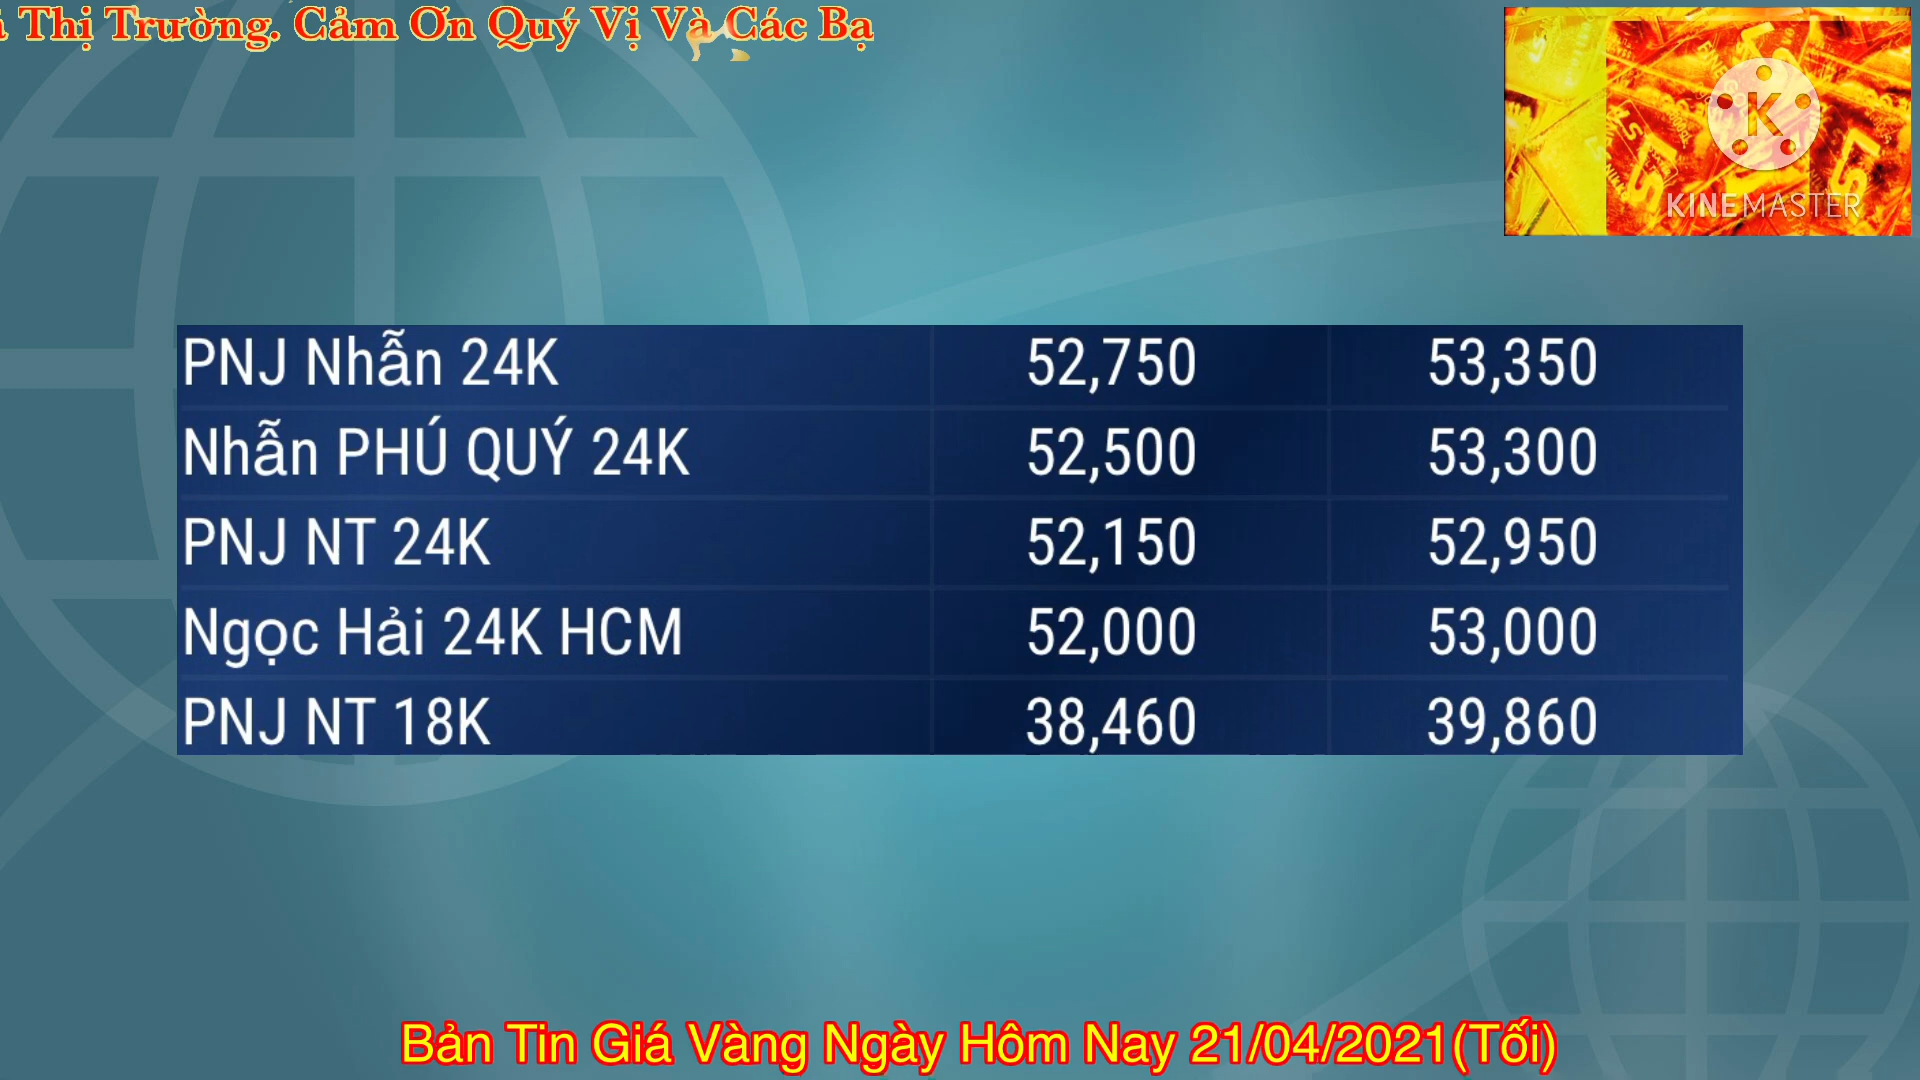 Thị Trường. Cảm Ơn Quý Vị Và Các Bạ
KINEMASTER
PNJ Nhẫn 24K 52,750 53,350
Nhẫn PHÚ QUÝ 24K 52,500 53,300
PNJ NT 24K 52,150 52,950
Ngọc Hải 24K HCM 52,000 53,000
PNJ NT 18K 38,460 39,860
Bản Tin Giá Vàng Ngày Hôm Nay 21/04/2021(Tối)